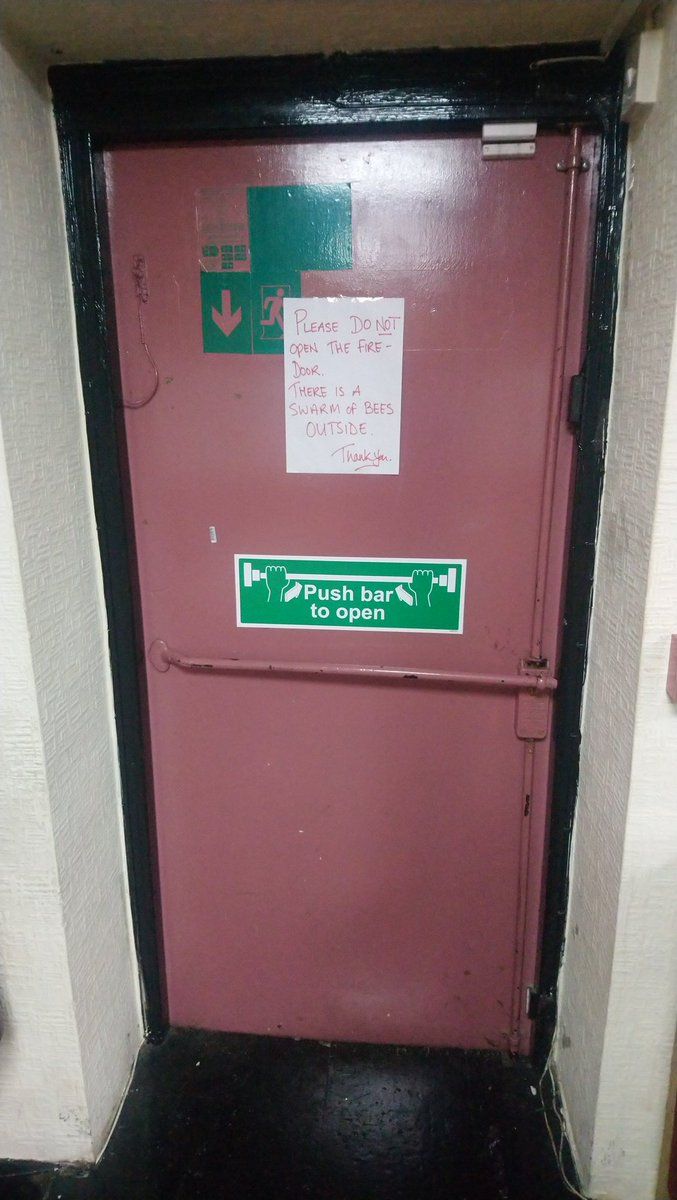 PLEASE DO NOT
OPEN THE FIRE-
DOOR.
THERE IS A
SWARM of BEES
OUTSIDE.
Thank you.
Push bar
to open